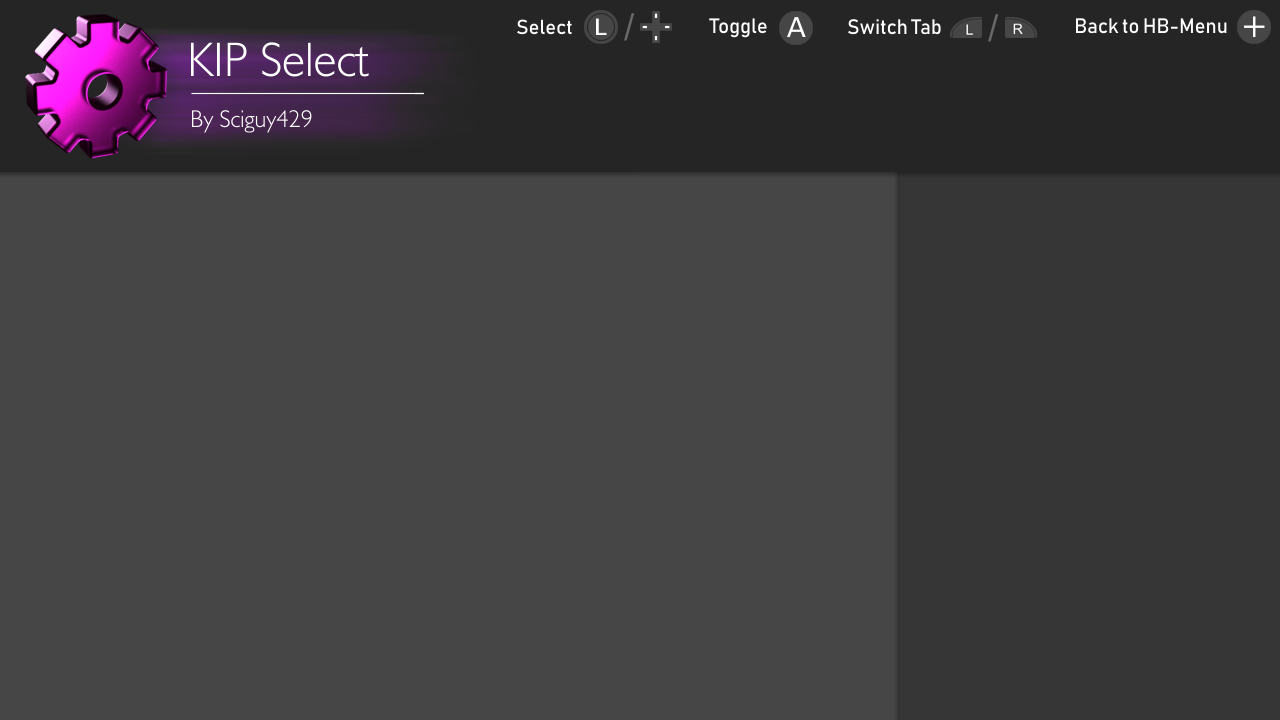 KIP Select
By Sciguy429
Select L / Toggle A Switch Tab L / R Back to HB-Menu +